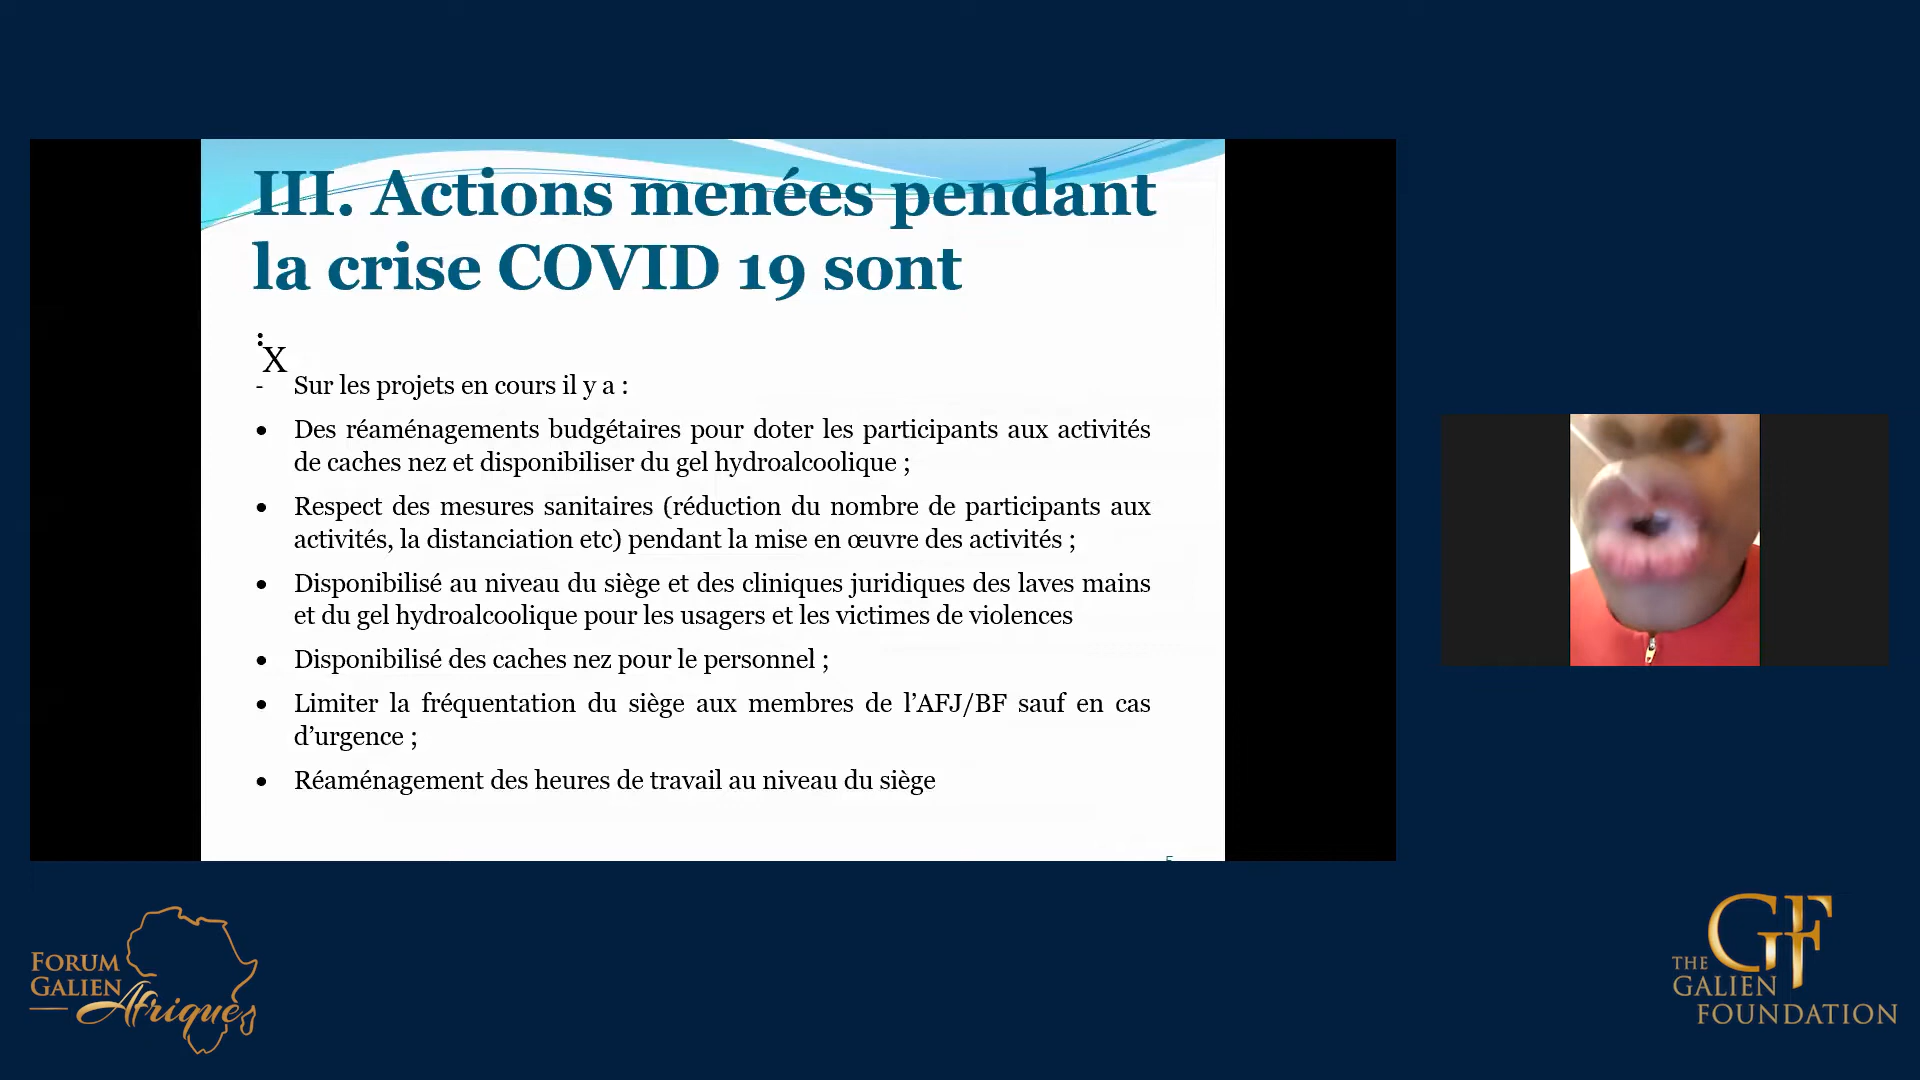 III. Actions menées pendant
la crise COVID 19 sont
:
X
- Sur les projets en cours il y a :
• Des réaménagements budgétaires pour doter les participants aux activités
de caches nez et disponibiliser du gel hydroalcoolique ;
• Respect des mesures sanitaires (réduction du nombre de participants aux
activités, la distanciation etc) pendant la mise en œuvre des activités ;
• Disponibilisé au niveau du siège et des cliniques juridiques des laves mains
et du gel hydroalcoolique pour les usagers et les victimes de violences
• Disponibilisé des caches nez pour le personnel ;
• Limiter la fréquentation du siège aux membres de l’AFJ/BF sauf en cas
d’urgence ;
• Réaménagement des heures de travail au niveau du siège
FORUM
GALIEN
Afrique
GF
THE
GALIEN
FOUNDATION